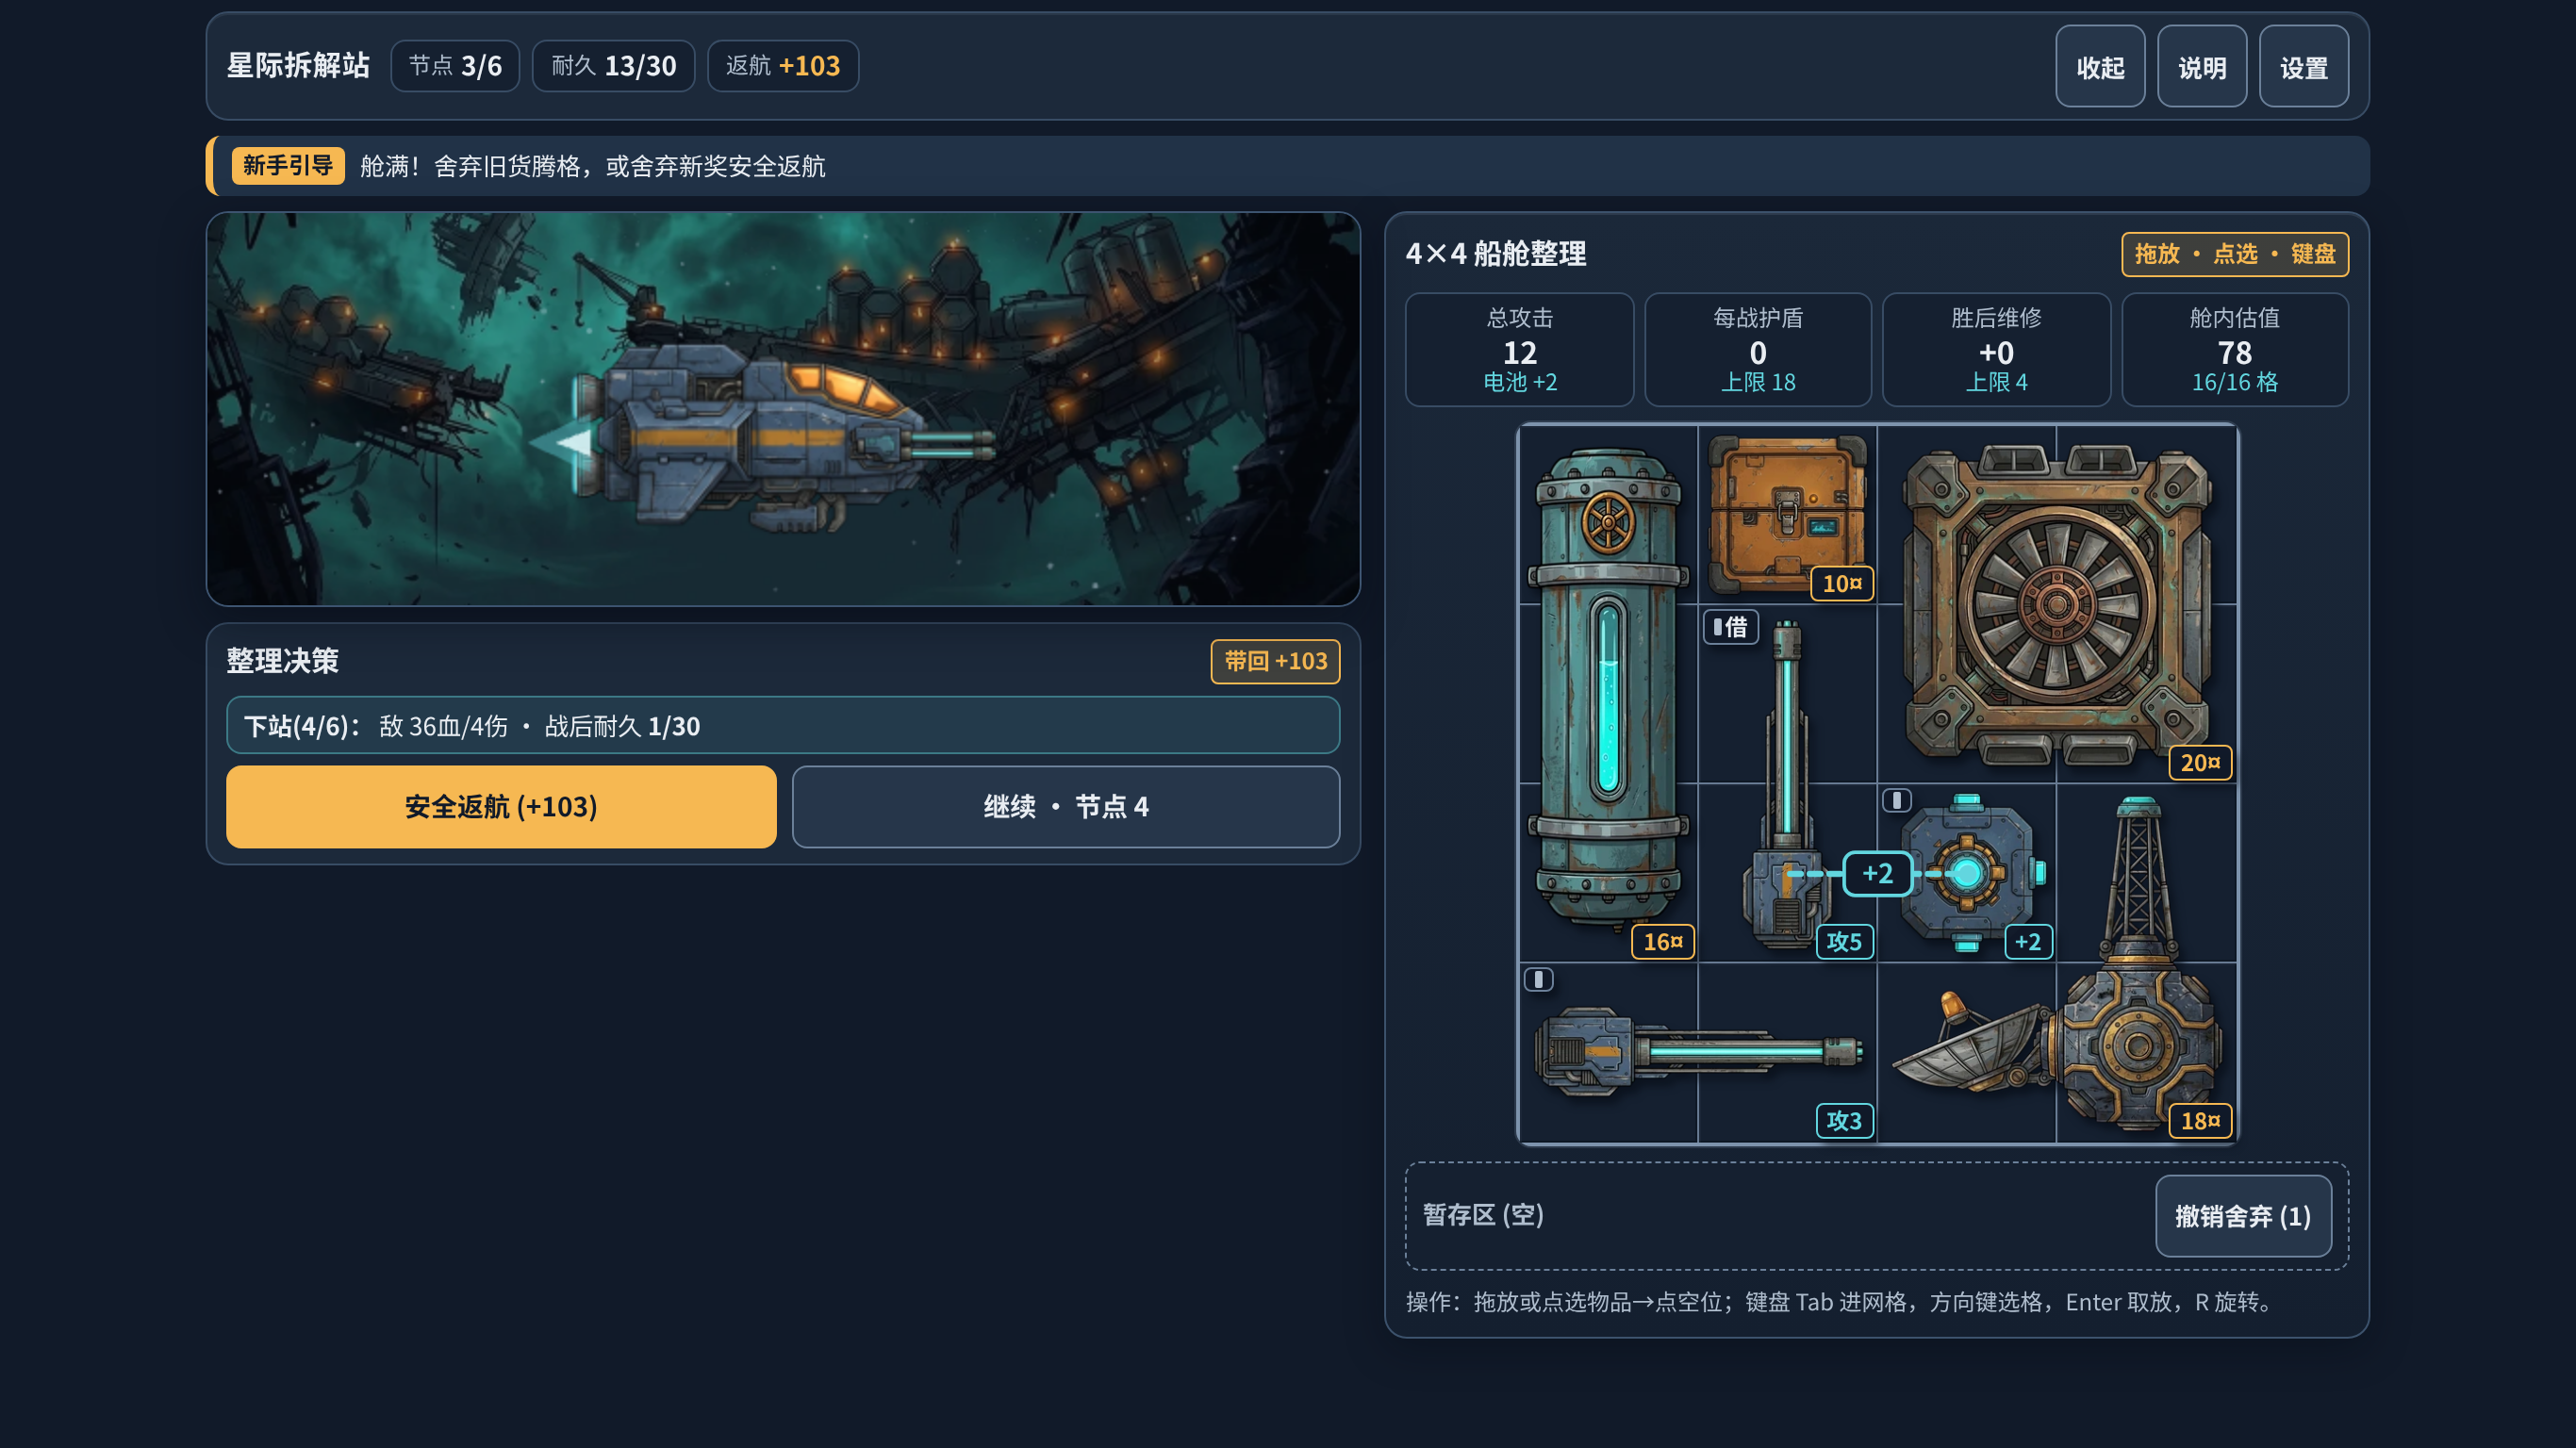 星际拆解站 节点 3/6 耐久 13/30 返航 +103 收起 说明 设置
新手引导 舱满！舍弃旧货腾格，或舍弃新奖安全返航
整理决策 带回 +103
下站(4/6)： 敌 36血/4伤 · 战后耐久 1/30
安全返航 (+103) 继续 · 节点 4
4×4 船舱整理 拖放 · 点选 · 键盘
总攻击 每战护盾 胜后维修 舱内估值
12 0 +0 78
电池 +2 上限 18 上限 4 16/16 格
10¤
借
20¤
+2
16¤ 攻5 +2
攻3 18¤
暂存区 (空) 撤销舍弃 (1)
操作：拖放或点选物品→点空位；键盘 Tab 进网格，方向键选格，Enter 取放，R 旋转。